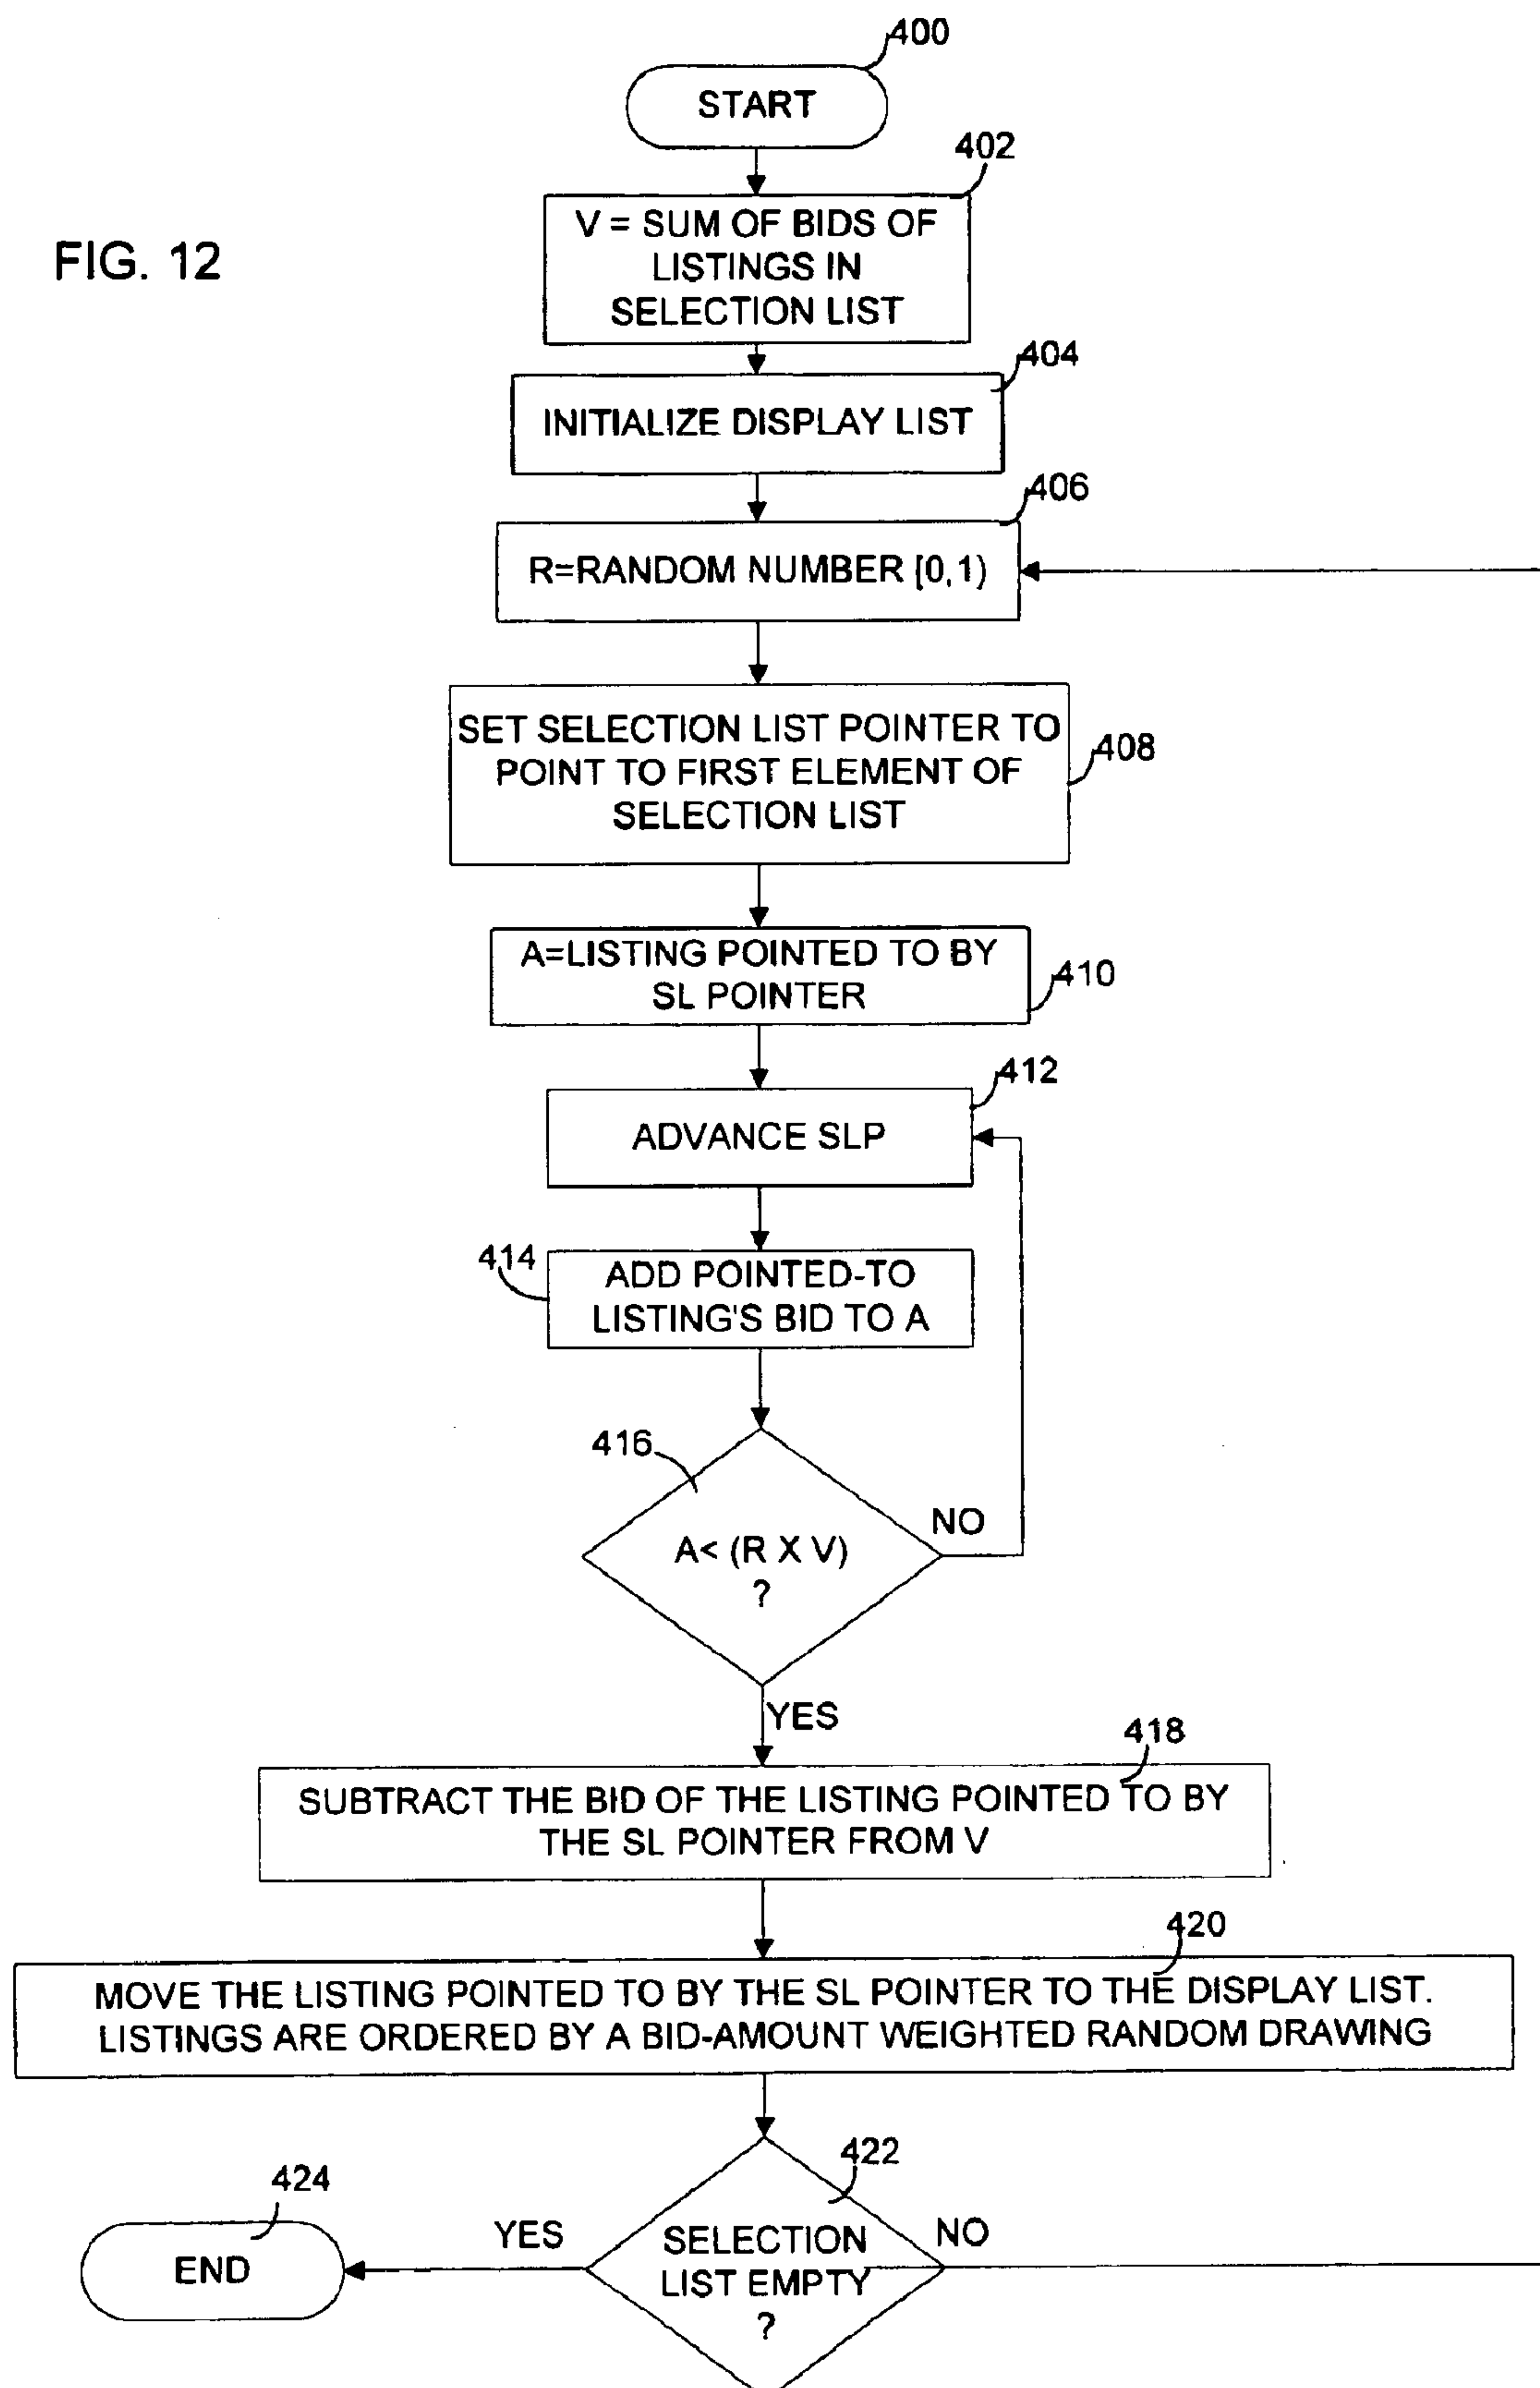 400
START
402
FIG. 12
V = SUM OF BIDS OF
LISTINGS IN
SELECTION LIST
404
INITIALIZE DISPLAY LIST
406
R=RANDOM NUMBER [0,1)
SET SELECTION LIST POINTER TO
POINT TO FIRST ELEMENT OF
SELECTION LIST
408
A=LISTING POINTED TO BY
SL POINTER
410
412
ADVANCE SLP
414
ADD POINTED-TO
LISTING'S BID TO A
416
NO
A< (R X V)
?
YES
418
SUBTRACT THE BID OF THE LISTING POINTED TO BY
THE SL POINTER FROM V
420
MOVE THE LISTING POINTED TO BY THE SL POINTER TO THE DISPLAY LIST.
LISTINGS ARE ORDERED BY A BID-AMOUNT WEIGHTED RANDOM DRAWING
422
424
YES
NO
END
SELECTION
LIST EMPTY
?